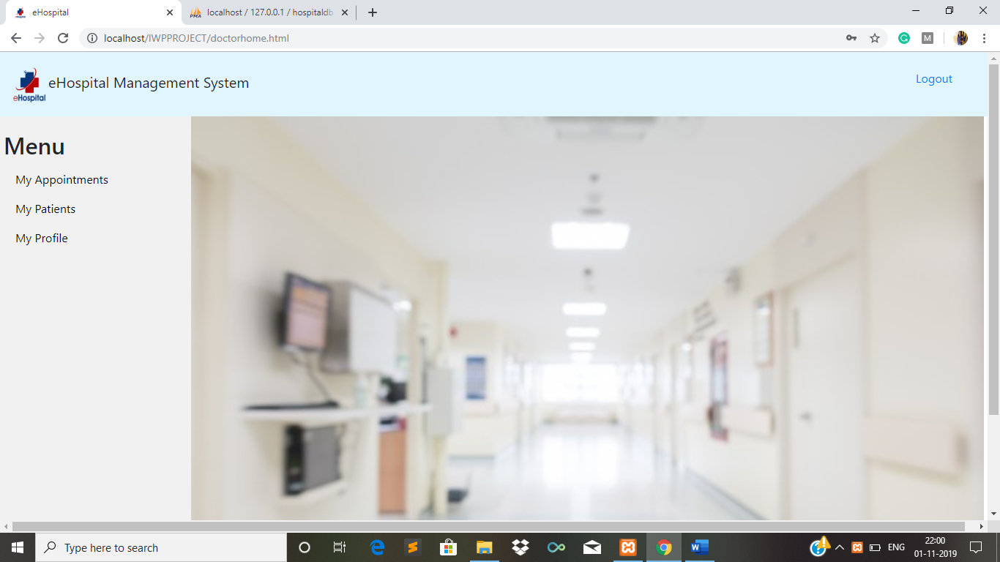 eHospital
localhost / 127.0.0.1 / hospitaldb
PMA
localhost/IWPPROJECT/doctorhome.html
M
eHospital
eHospital Management System
Logout
Menu
My Appointments
My Patients
My Profile
Type here to search
ENG
22:00
01-11-2019